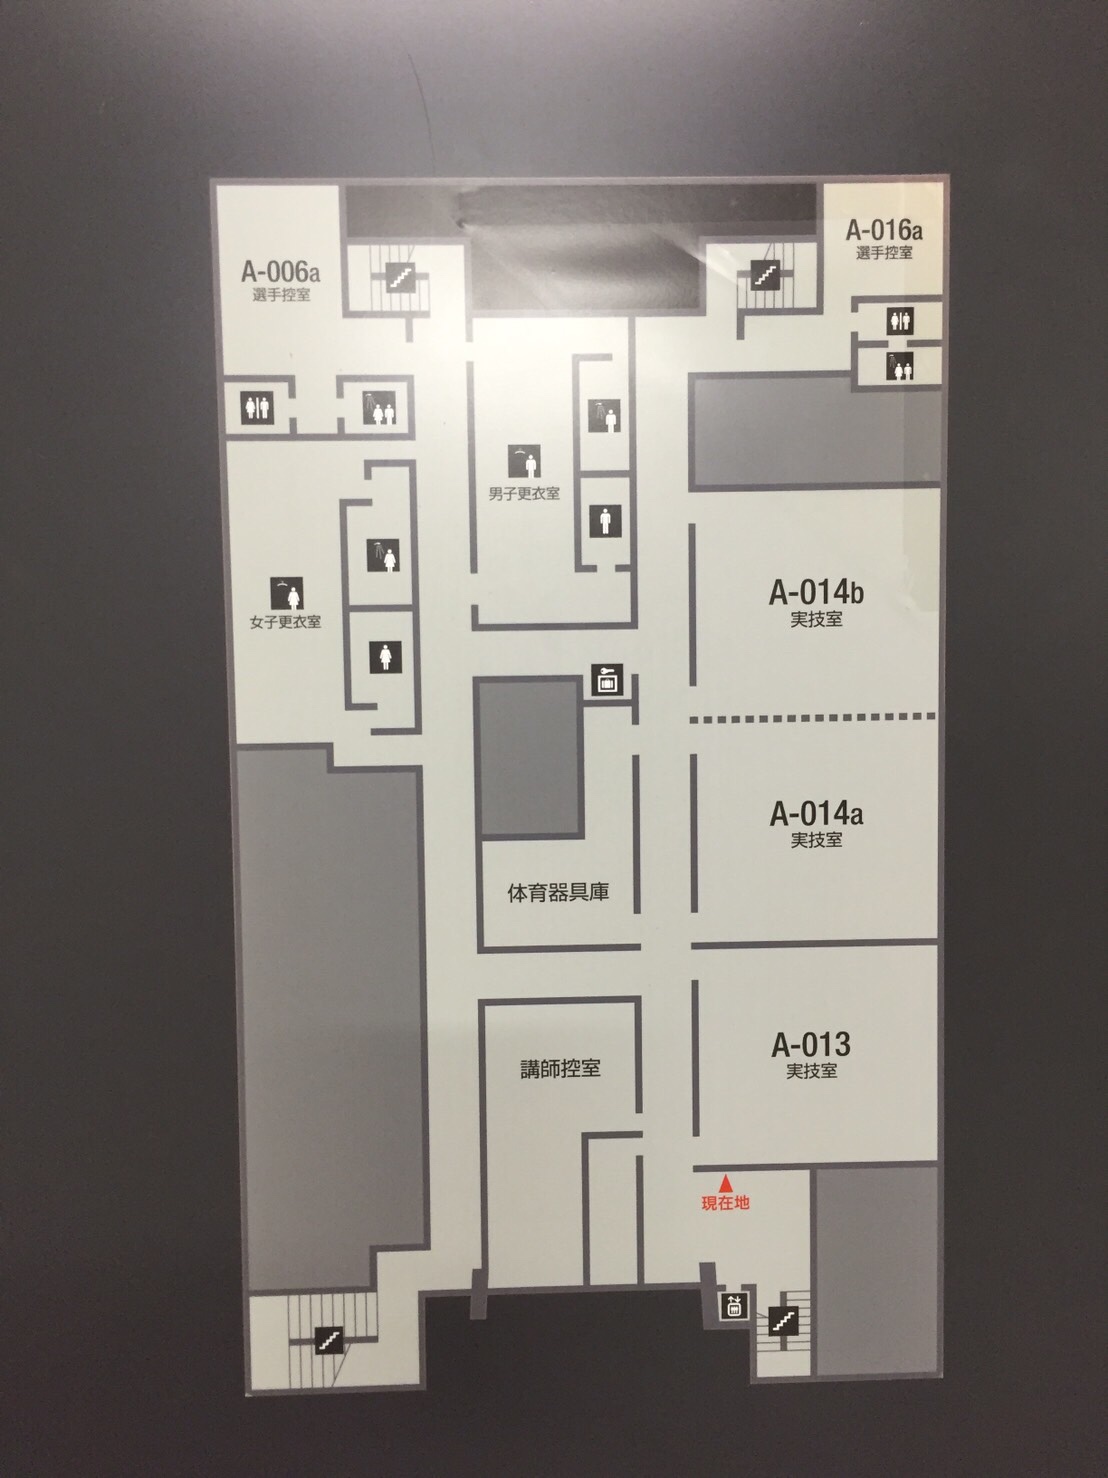 A-016a
選手控室
A-006a
選手控室
男子更衣室
A-014b
実技室
女子更衣室
A-014a
実技室
体育器具庫
A-013
実技室
講師控室
現在地